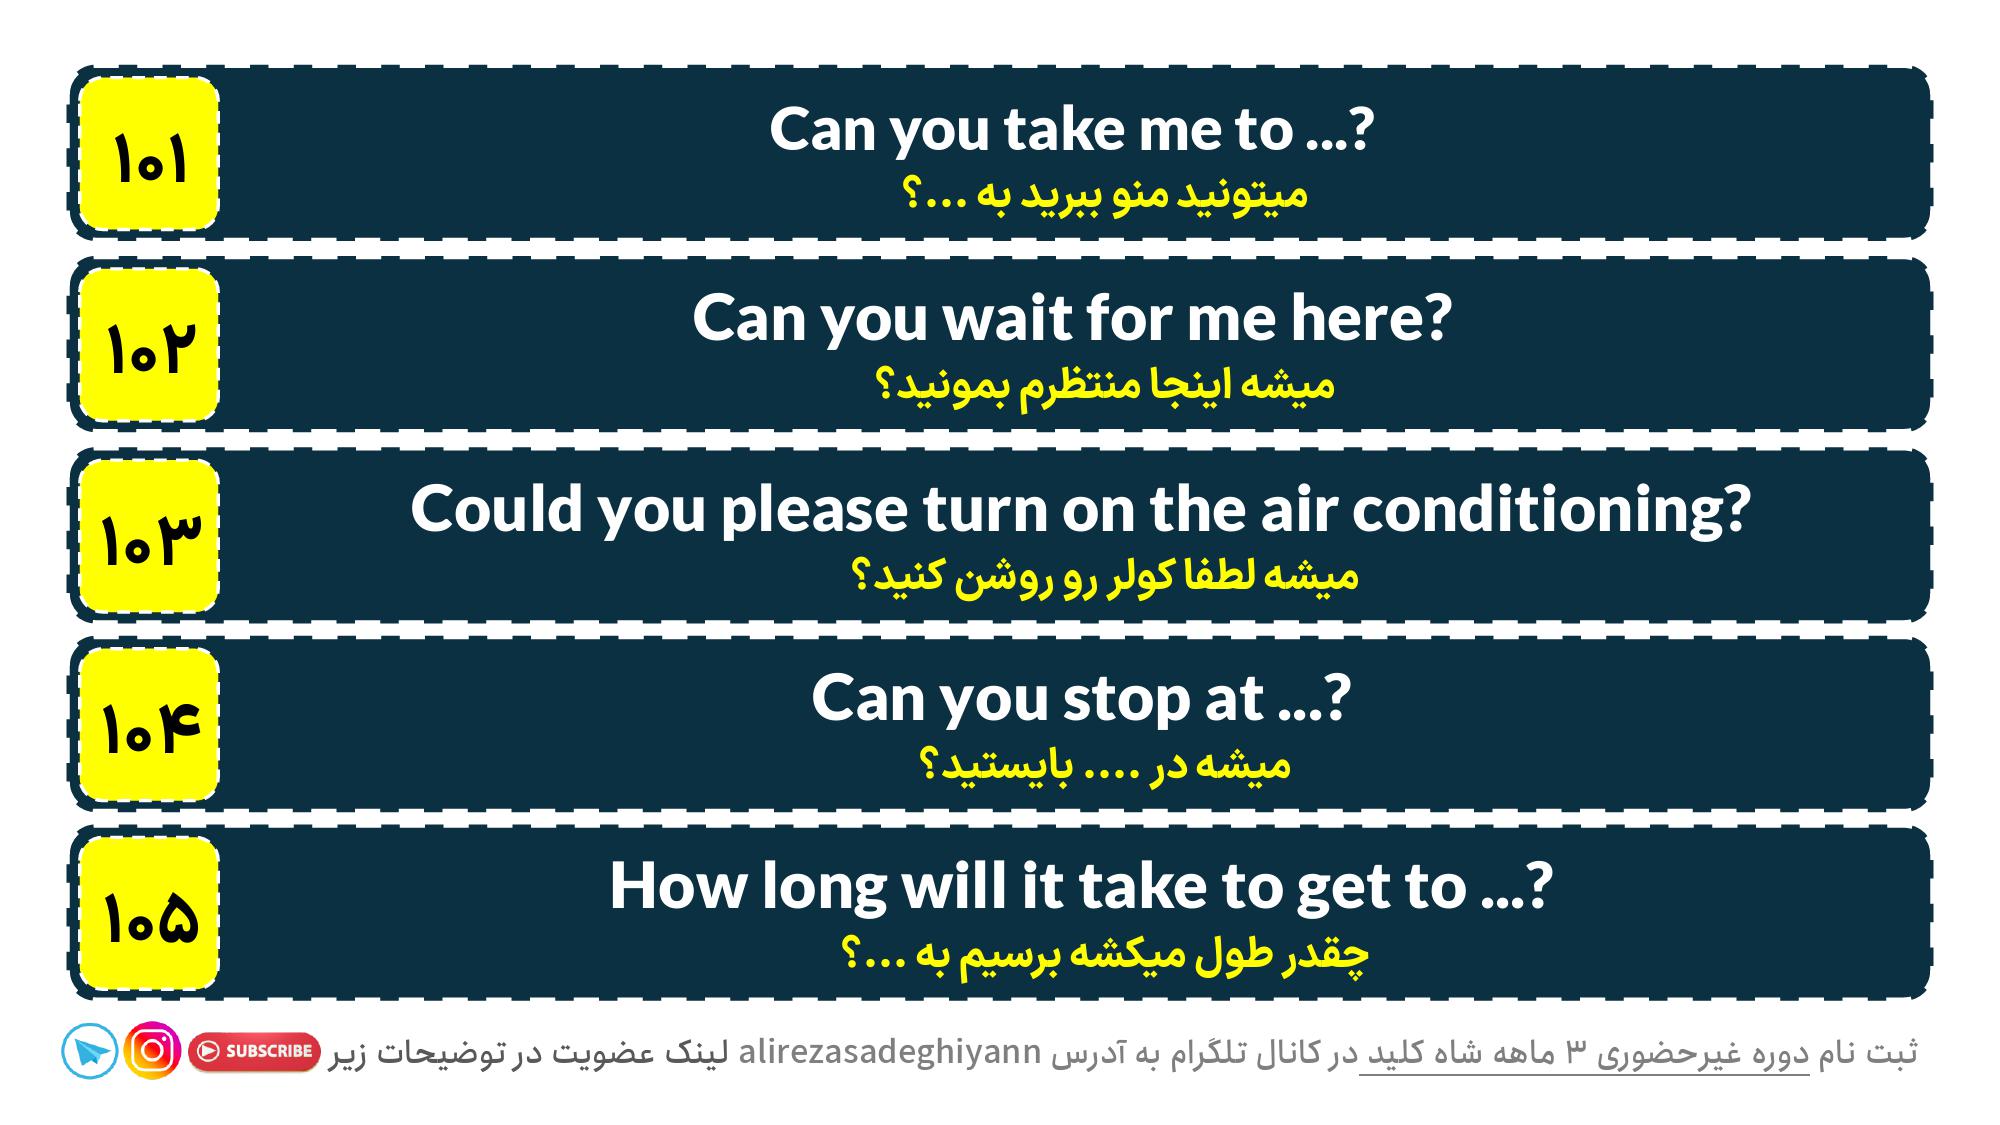 ۱۰۱
Can you take me to ...?
میتونید منو ببرید به ...؟
۱۰۲
Can you wait for me here?
میشه اینجا منتظرم بمونید؟
۱۰۳
Could you please turn on the air conditioning?
میشه لطفا کولر رو روشن کنید؟
۱۰۴
Can you stop at ...?
میشه در .... بایستید؟
۱۰۵
How long will it take to get to ...?
چقدر طول میکشه برسیم به ...؟
ثبت نام دوره غیرحضوری ۳ ماهه شاه کلید در کانال تلگرام به آدرس alirezasadeghiyann لینک عضویت در توضیحات زیر
SUBSCRIBE